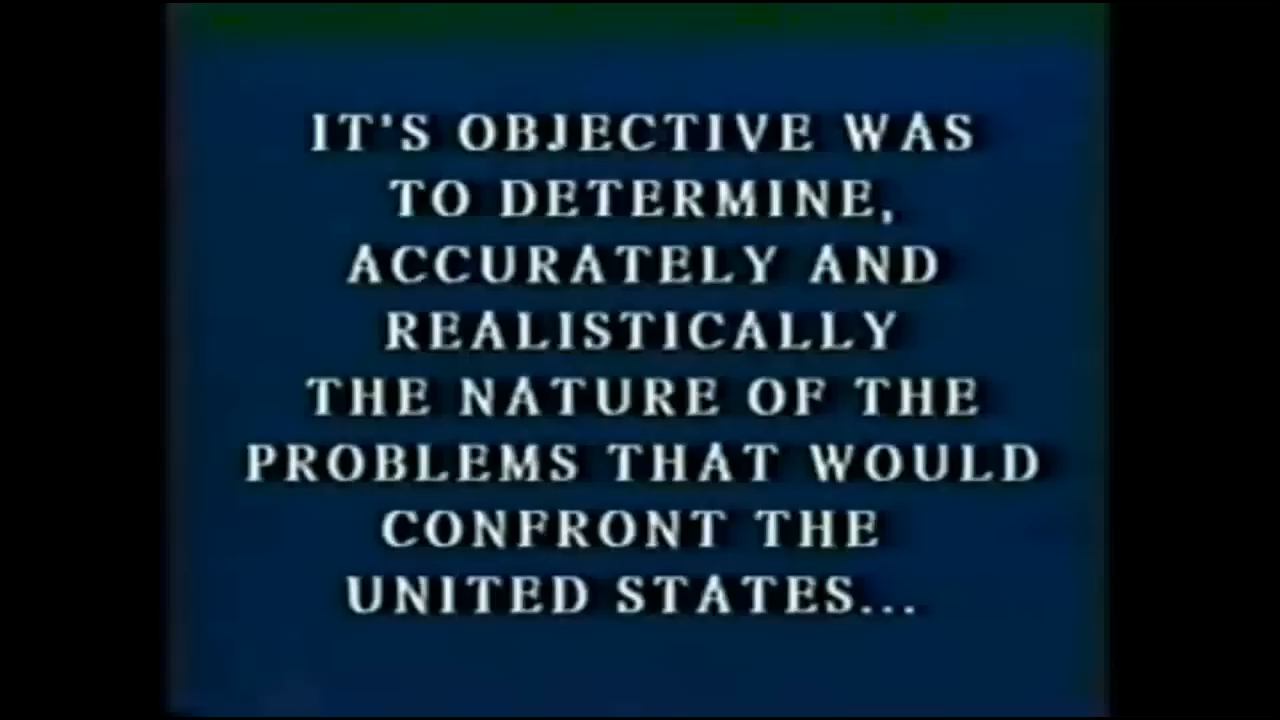 IT'S OBJECTIVE WAS
TO DETERMINE,
ACCURATELY AND
REALISTICALLY
THE NATURE OF THE
PROBLEMS THAT WOULD
CONFRONT THE
UNITED STATES...